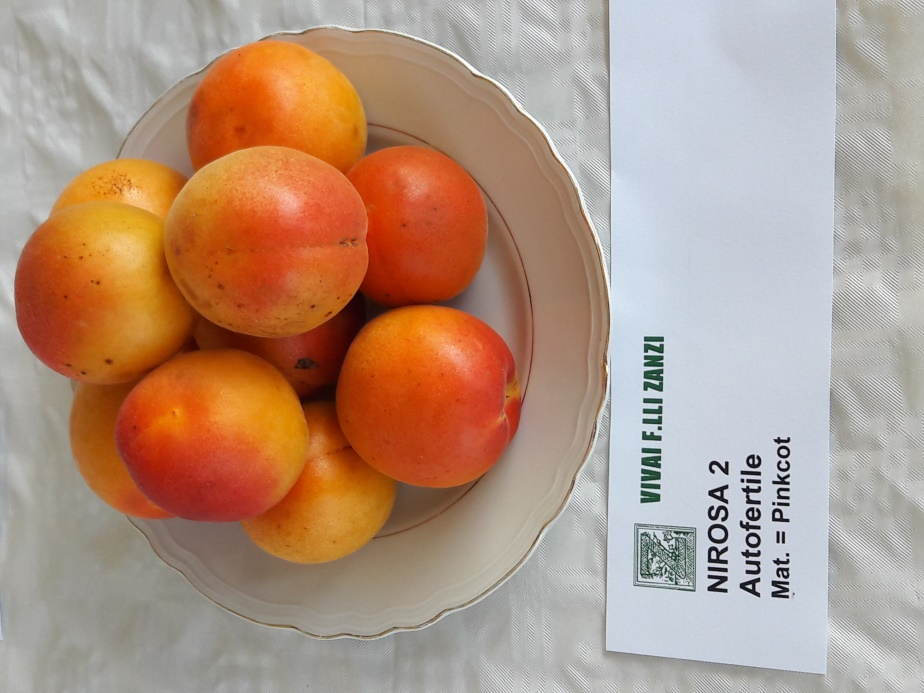 VIVAI F.LLI ZANZI
NIROSA 2
Autofertile
Mat. = Pinkcot